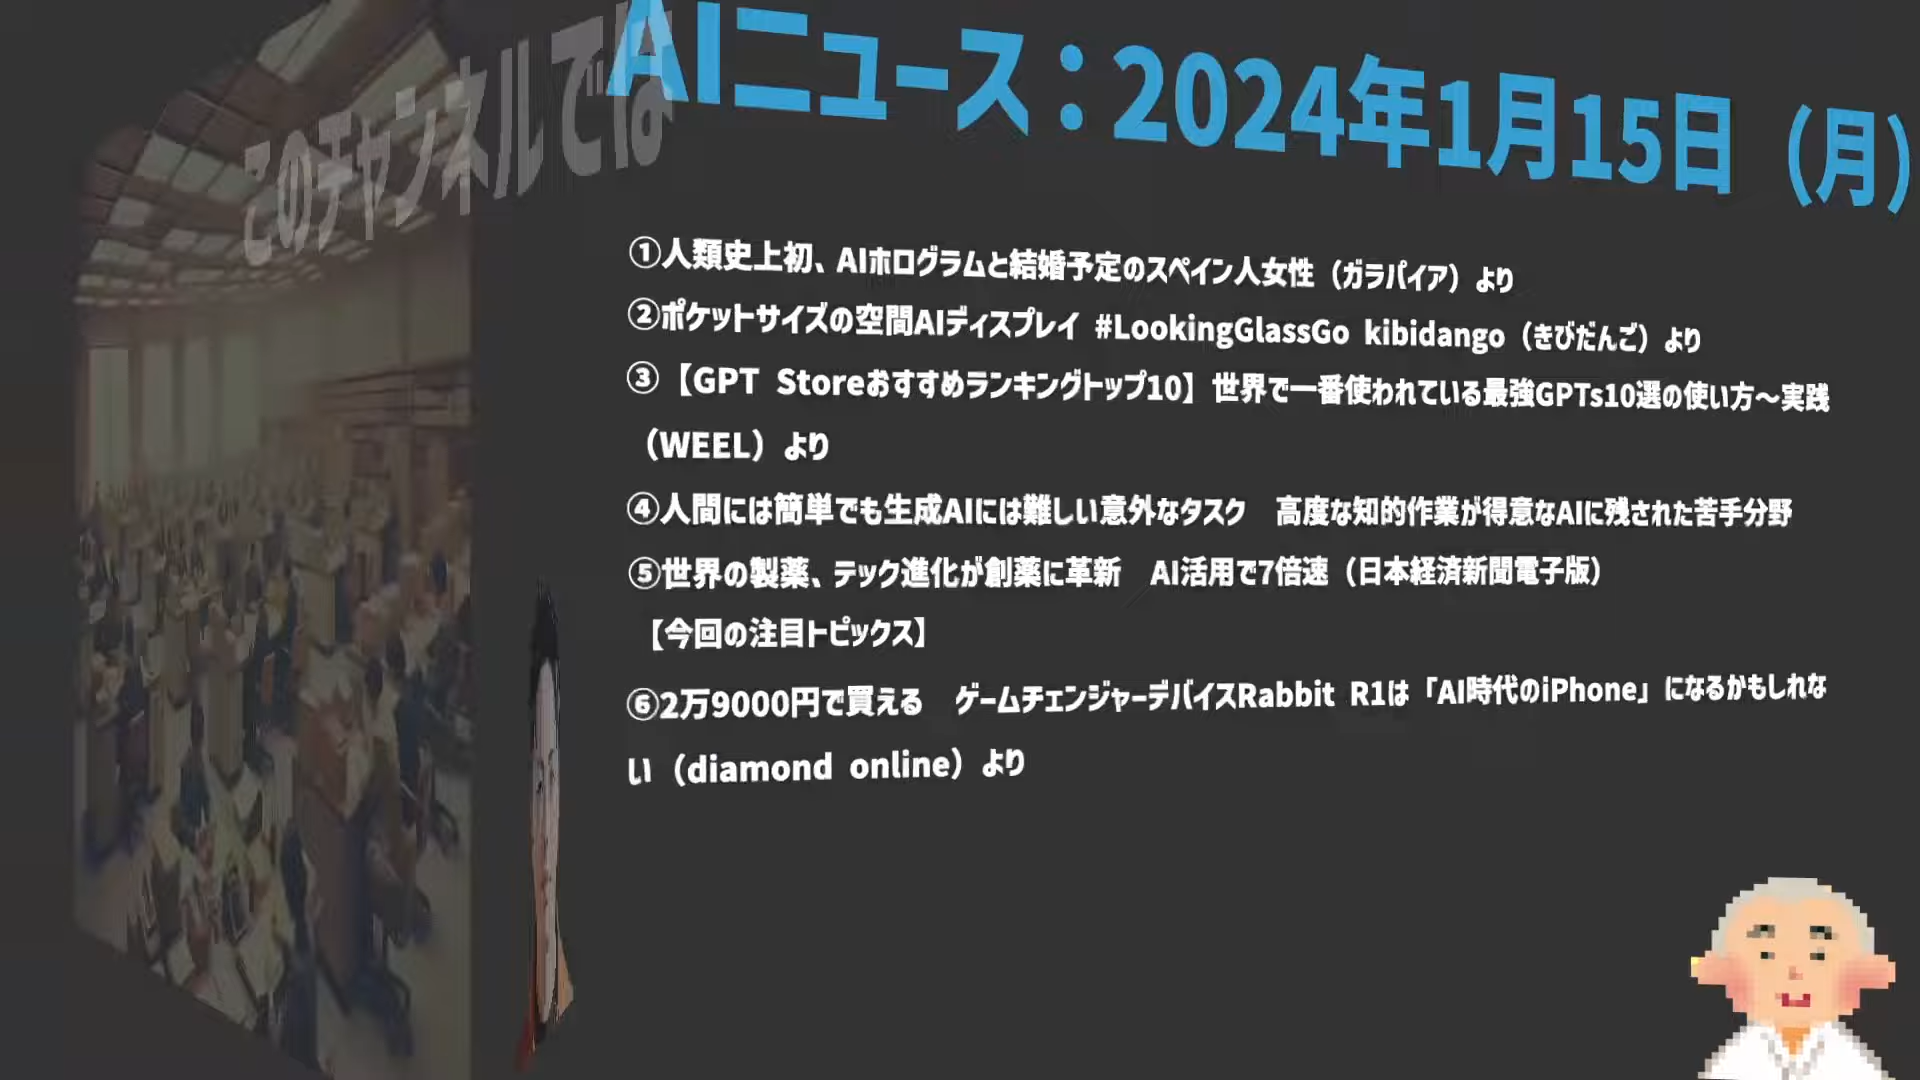 このチャンネルでは
AIニュース：2024年1月15日（月）
①人類史上初、AIホログラムと結婚予定のスペイン人女性（ガラパイア）より
②ポケットサイズの空間AIディスプレイ #LookingGlassGo kibidango（きびだんご）より
③【GPT Storeおすすめランキングトップ10】世界で一番使われている最強GPTs10選の使い方～実践
（WEEL）より
④人間には簡単でも生成AIには難しい意外なタスク　高度な知的作業が得意なAIに残された苦手分野
⑤世界の製薬、テック進化が創薬に革新　AI活用で7倍速（日本経済新聞電子版）
【今回の注目トピックス】
⑥2万9000円で買える　ゲームチェンジャーデバイスRabbit R1は「AI時代のiPhone」になるかもしれな
い（diamond online）より